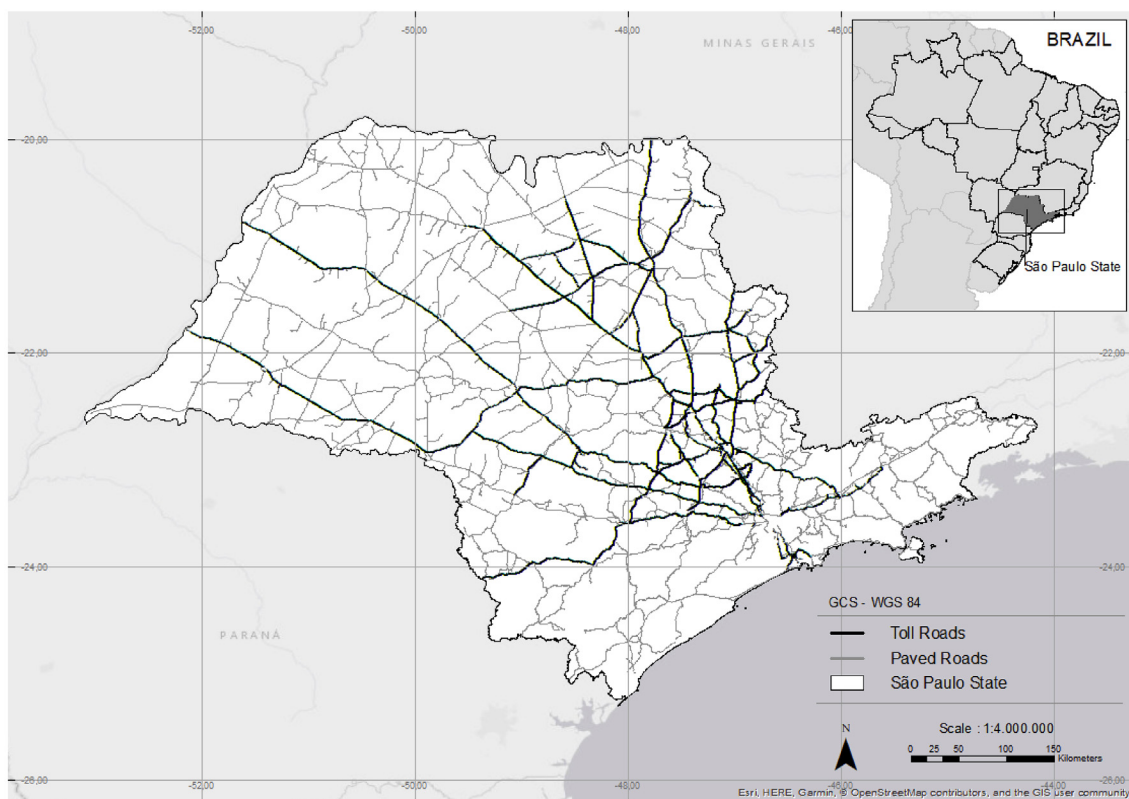 -52,00
-50,00
-48,00
-46,00
MINAS GERAIS
BRAZIL
São Paulo State
-20,00
-22,00
-22,00
-24,00
-24,00
PARANÁ
GCS - WGS 84
Toll Roads
Paved Roads
São Paulo State
N
Scale : 1:4.000.000
0 25 50 100 150
Kilometers
-26,00
-52,00
-50,00
-48,00
-46,00
-44,00
-26,00
Esri, HERE, Garmin, © OpenStreetMap contributors, and the GIS user community